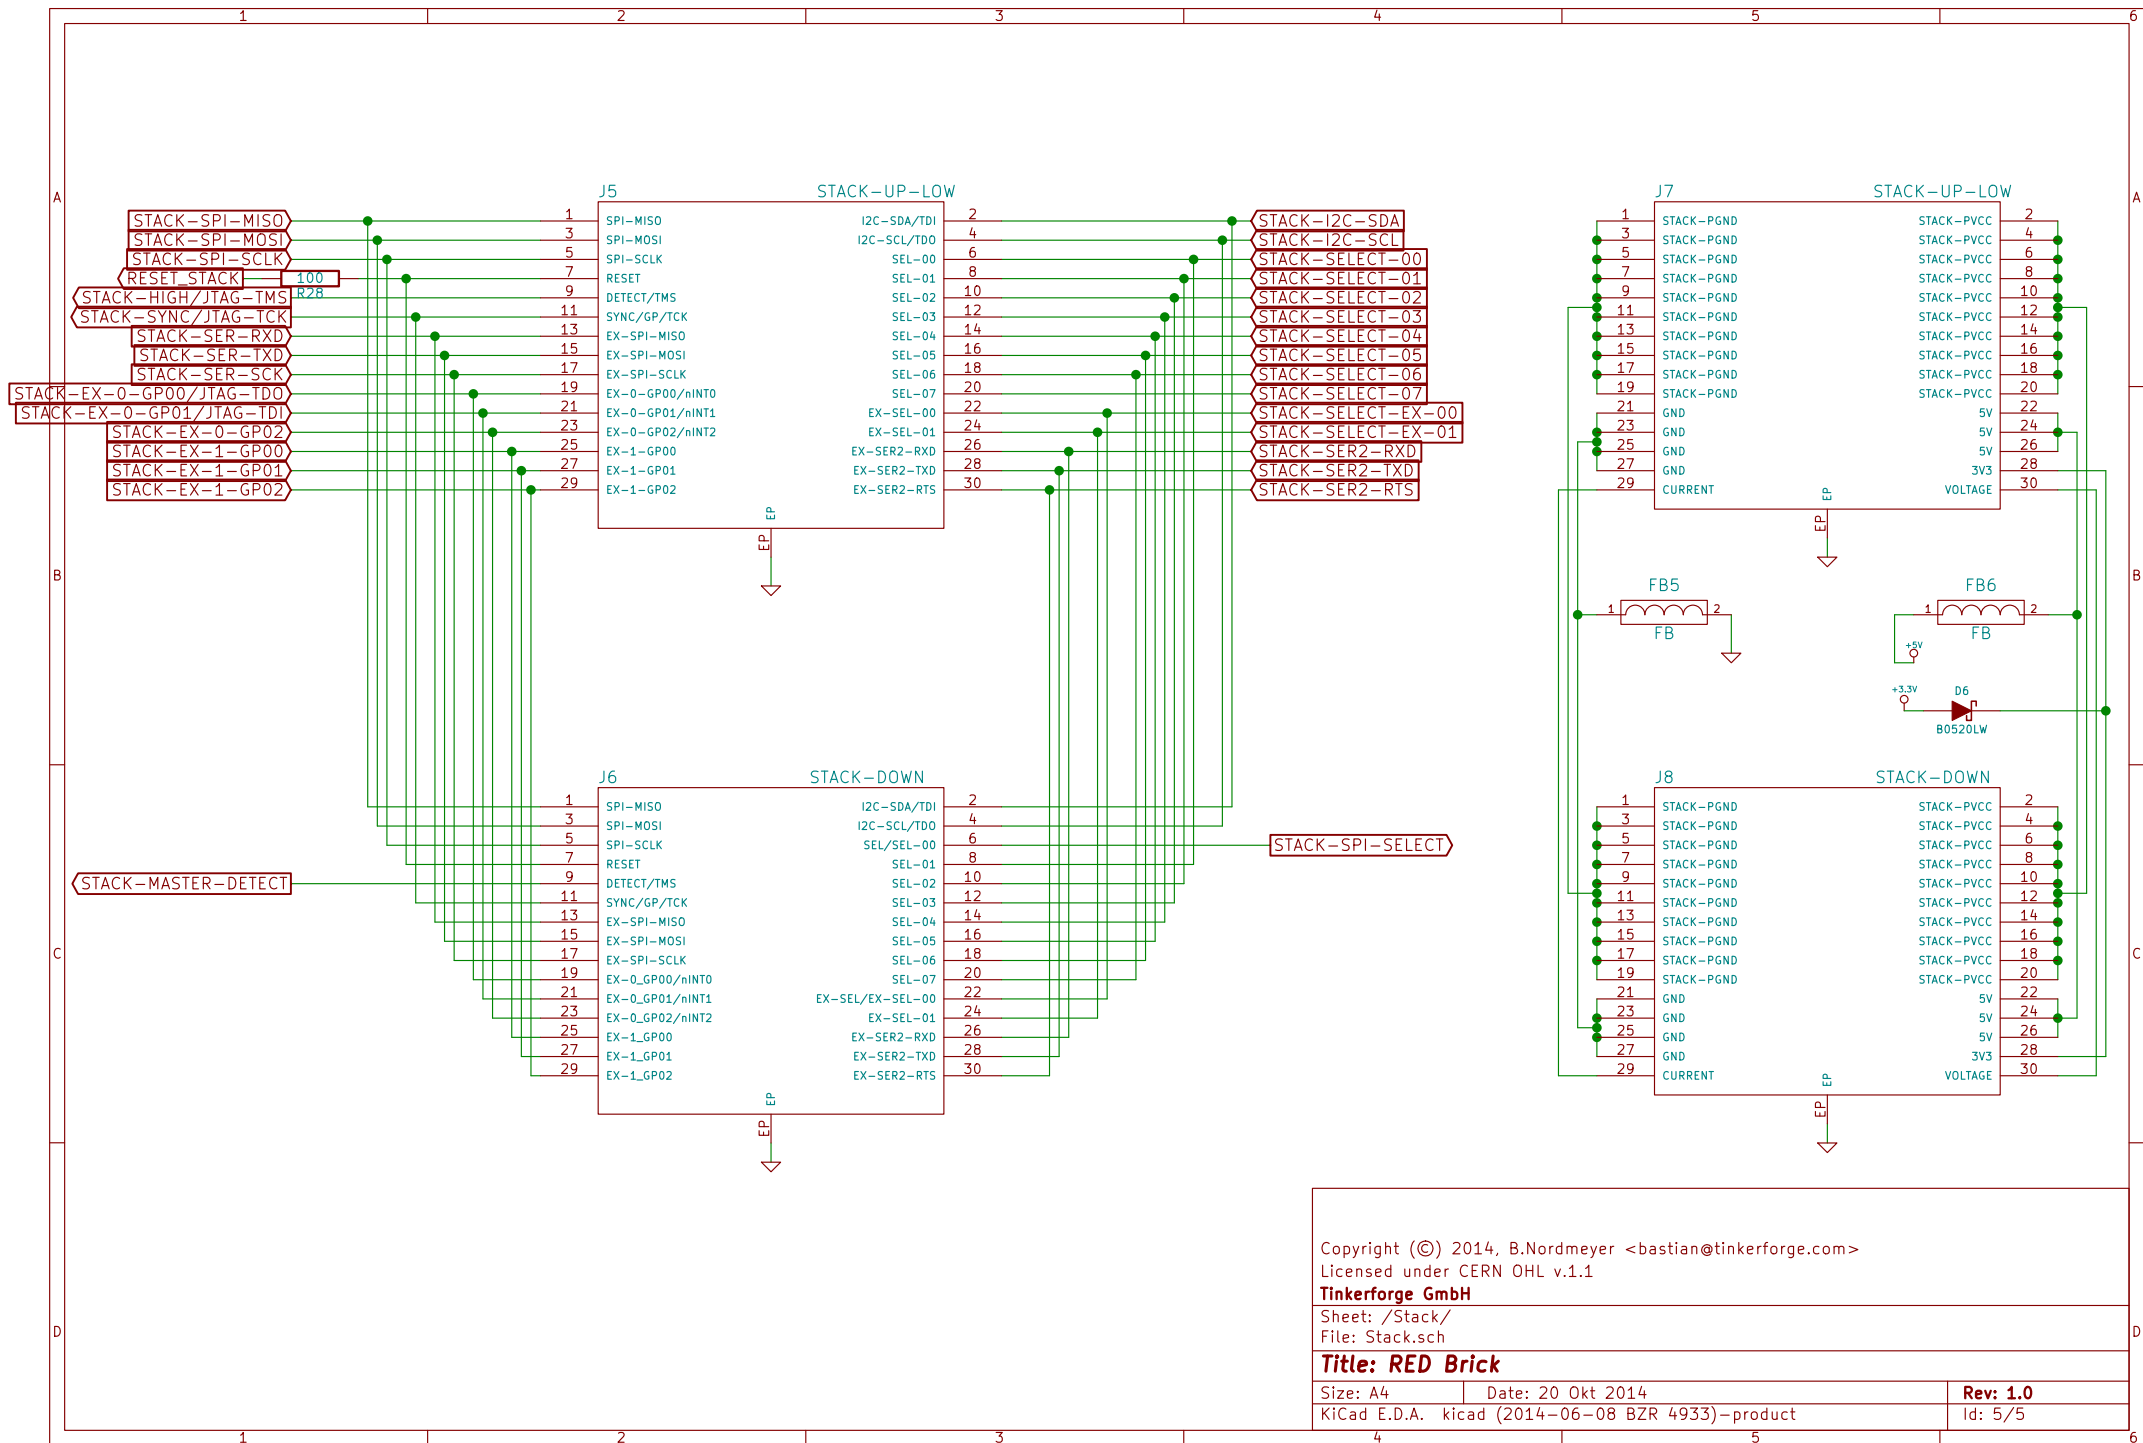 1 2 3 4 5 6
A A
B B
C C
D D
1 2 3 4 5 6
J5 STACK-UP-LOW
STACK-SPI-MISO 1 SPI-MISO I2C-SDA/TDI 2 STACK-I2C-SDA
STACK-SPI-MOSI 3 SPI-MOSI I2C-SCL/TDO 4 STACK-I2C-SCL
STACK-SPI-SCLK 5 SPI-SCLK SEL-00 6 STACK-SELECT-00
RESET_STACK 100 7 RESET SEL-01 8 STACK-SELECT-01
STACK-HIGH/JTAG-TMS R28 9 DETECT/TMS SEL-02 10 STACK-SELECT-02
STACK-SYNC/JTAG-TCK 11 SYNC/GP/TCK SEL-03 12 STACK-SELECT-03
STACK-SER-RXD 13 EX-SPI-MISO SEL-04 14 STACK-SELECT-04
STACK-SER-TXD 15 EX-SPI-MOSI SEL-05 16 STACK-SELECT-05
STACK-SER-SCK 17 EX-SPI-SCLK SEL-06 18 STACK-SELECT-06
STACK-EX-0-GP00/JTAG-TDO 19 EX-0-GP00/nINT0 SEL-07 20 STACK-SELECT-07
STACK-EX-0-GP01/JTAG-TDI 21 EX-0-GP01/nINT1 EX-SEL-00 22 STACK-SELECT-EX-00
STACK-EX-0-GP02 23 EX-0-GP02/nINT2 EX-SEL-01 24 STACK-SELECT-EX-01
STACK-EX-1-GP00 25 EX-1-GP00 EX-SER2-RXD 26 STACK-SER2-RXD
STACK-EX-1-GP01 27 EX-1-GP01 EX-SER2-TXD 28 STACK-SER2-TXD
STACK-EX-1-GP02 29 EX-1-GP02 EX-SER2-RTS 30 STACK-SER2-RTS
EP
EP
J6 STACK-DOWN
1 SPI-MISO I2C-SDA/TDI 2
3 SPI-MOSI I2C-SCL/TDO 4
5 SPI-SCLK SEL/SEL-00 6 STACK-SPI-SELECT
7 RESET SEL-01 8
STACK-MASTER-DETECT 9 DETECT/TMS SEL-02 10
11 SYNC/GP/TCK SEL-03 12
13 EX-SPI-MISO SEL-04 14
15 EX-SPI-MOSI SEL-05 16
17 EX-SPI-SCLK SEL-06 18
19 EX-0_GP00/nINT0 SEL-07 20
21 EX-0_GP01/nINT1 EX-SEL/EX-SEL-00 22
23 EX-0_GP02/nINT2 EX-SEL-01 24
25 EX-1_GP00 EX-SER2-RXD 26
27 EX-1_GP01 EX-SER2-TXD 28
29 EX-1_GP02 EX-SER2-RTS 30
EP
EP
J7 STACK-UP-LOW
1 STACK-PGND STACK-PVCC 2
3 STACK-PGND STACK-PVCC 4
5 STACK-PGND STACK-PVCC 6
7 STACK-PGND STACK-PVCC 8
9 STACK-PGND STACK-PVCC 10
11 STACK-PGND STACK-PVCC 12
13 STACK-PGND STACK-PVCC 14
15 STACK-PGND STACK-PVCC 16
17 STACK-PGND STACK-PVCC 18
19 STACK-PGND STACK-PVCC 20
21 GND 5V 22
23 GND 5V 24
25 GND 5V 26
27 GND 3V3 28
29 CURRENT VOLTAGE 30
EP
EP
FB5 FB6
1 2 1 2
FB FB
+5V
+3.3V D6
B0520LW
J8 STACK-DOWN
1 STACK-PGND STACK-PVCC 2
3 STACK-PGND STACK-PVCC 4
5 STACK-PGND STACK-PVCC 6
7 STACK-PGND STACK-PVCC 8
9 STACK-PGND STACK-PVCC 10
11 STACK-PGND STACK-PVCC 12
13 STACK-PGND STACK-PVCC 14
15 STACK-PGND STACK-PVCC 16
17 STACK-PGND STACK-PVCC 18
19 STACK-PGND STACK-PVCC 20
21 GND 5V 22
23 GND 5V 24
25 GND 5V 26
27 GND 3V3 28
29 CURRENT VOLTAGE 30
EP
EP
Copyright (©) 2014, B.Nordmeyer <bastian@tinkerforge.com>
Licensed under CERN OHL v.1.1
Tinkerforge GmbH
Sheet: /Stack/
File: Stack.sch
Title: RED Brick
Size: A4 Date: 20 Okt 2014 Rev: 1.0
KiCad E.D.A. kicad (2014-06-08 BZR 4933)-product Id: 5/5